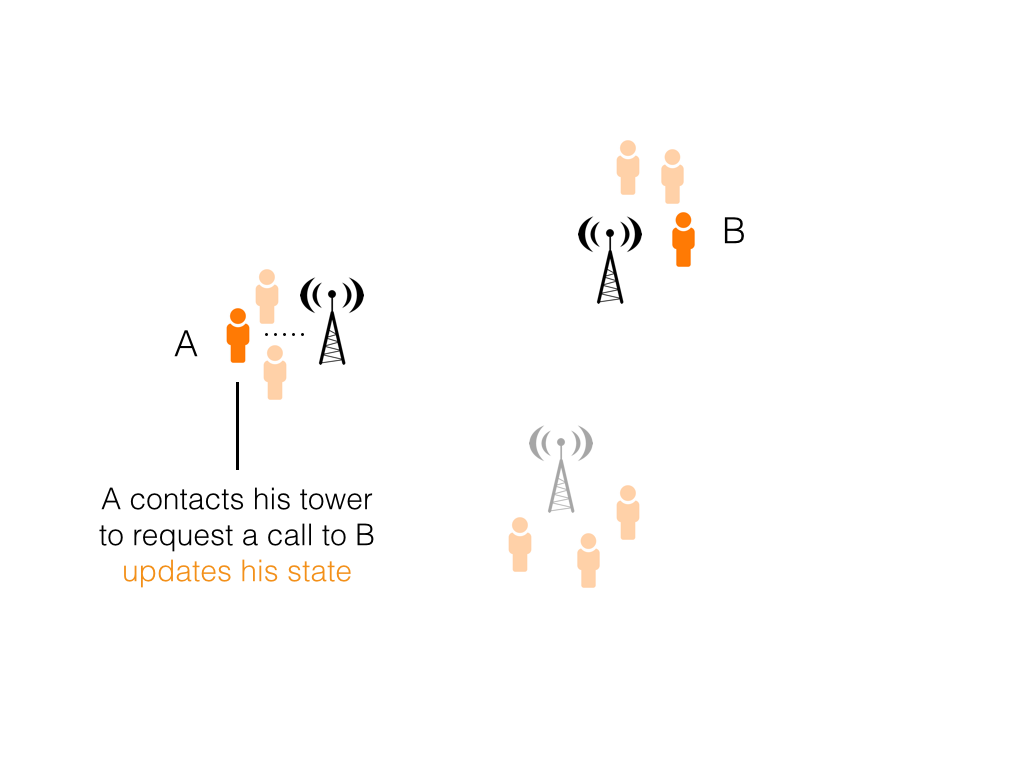 B
A
A contacts his tower
to request a call to B
updates his state